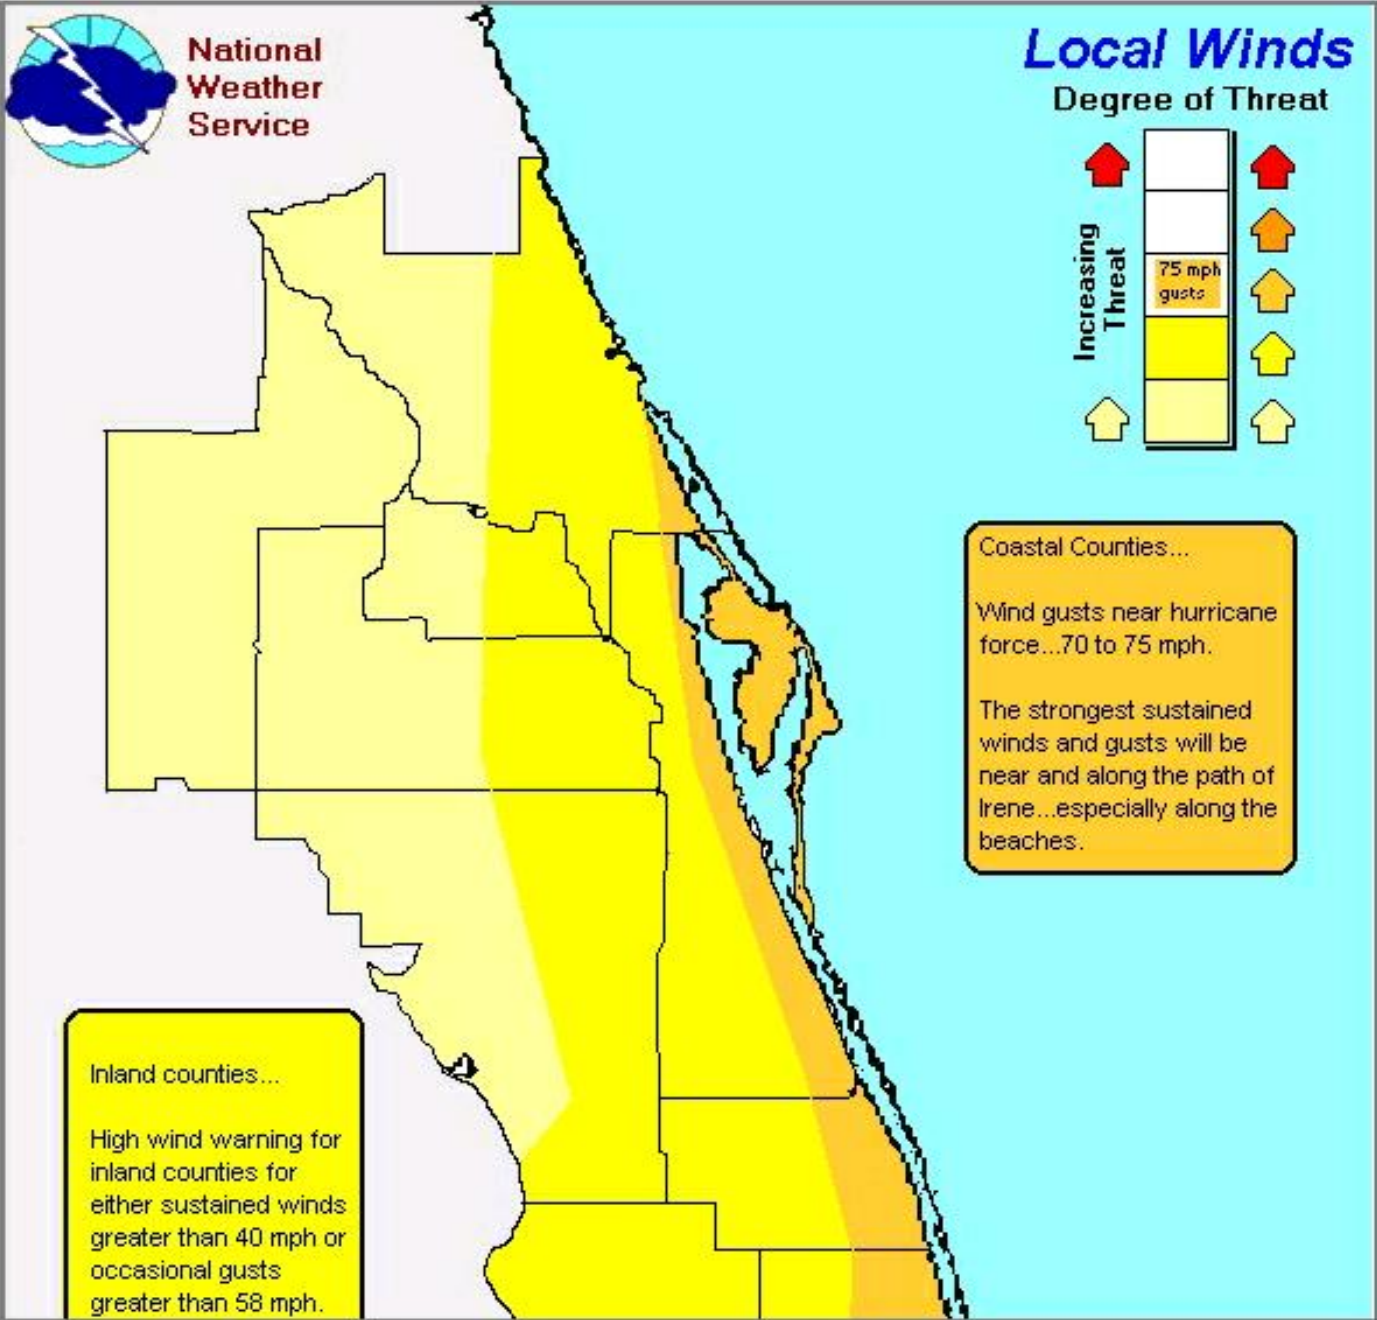 National
Weather
Service
Local Winds
Degree of Threat
Increasing
Threat
75 mph
gusts
Coastal Counties...
Wind gusts near hurricane
force...70 to 75 mph.
The strongest sustained
winds and gusts will be
near and along the path of
Irene...especially along the
beaches.
Inland counties...
High wind warning for
inland counties for
either sustained winds
greater than 40 mph or
occasional gusts
greater than 58 mph.